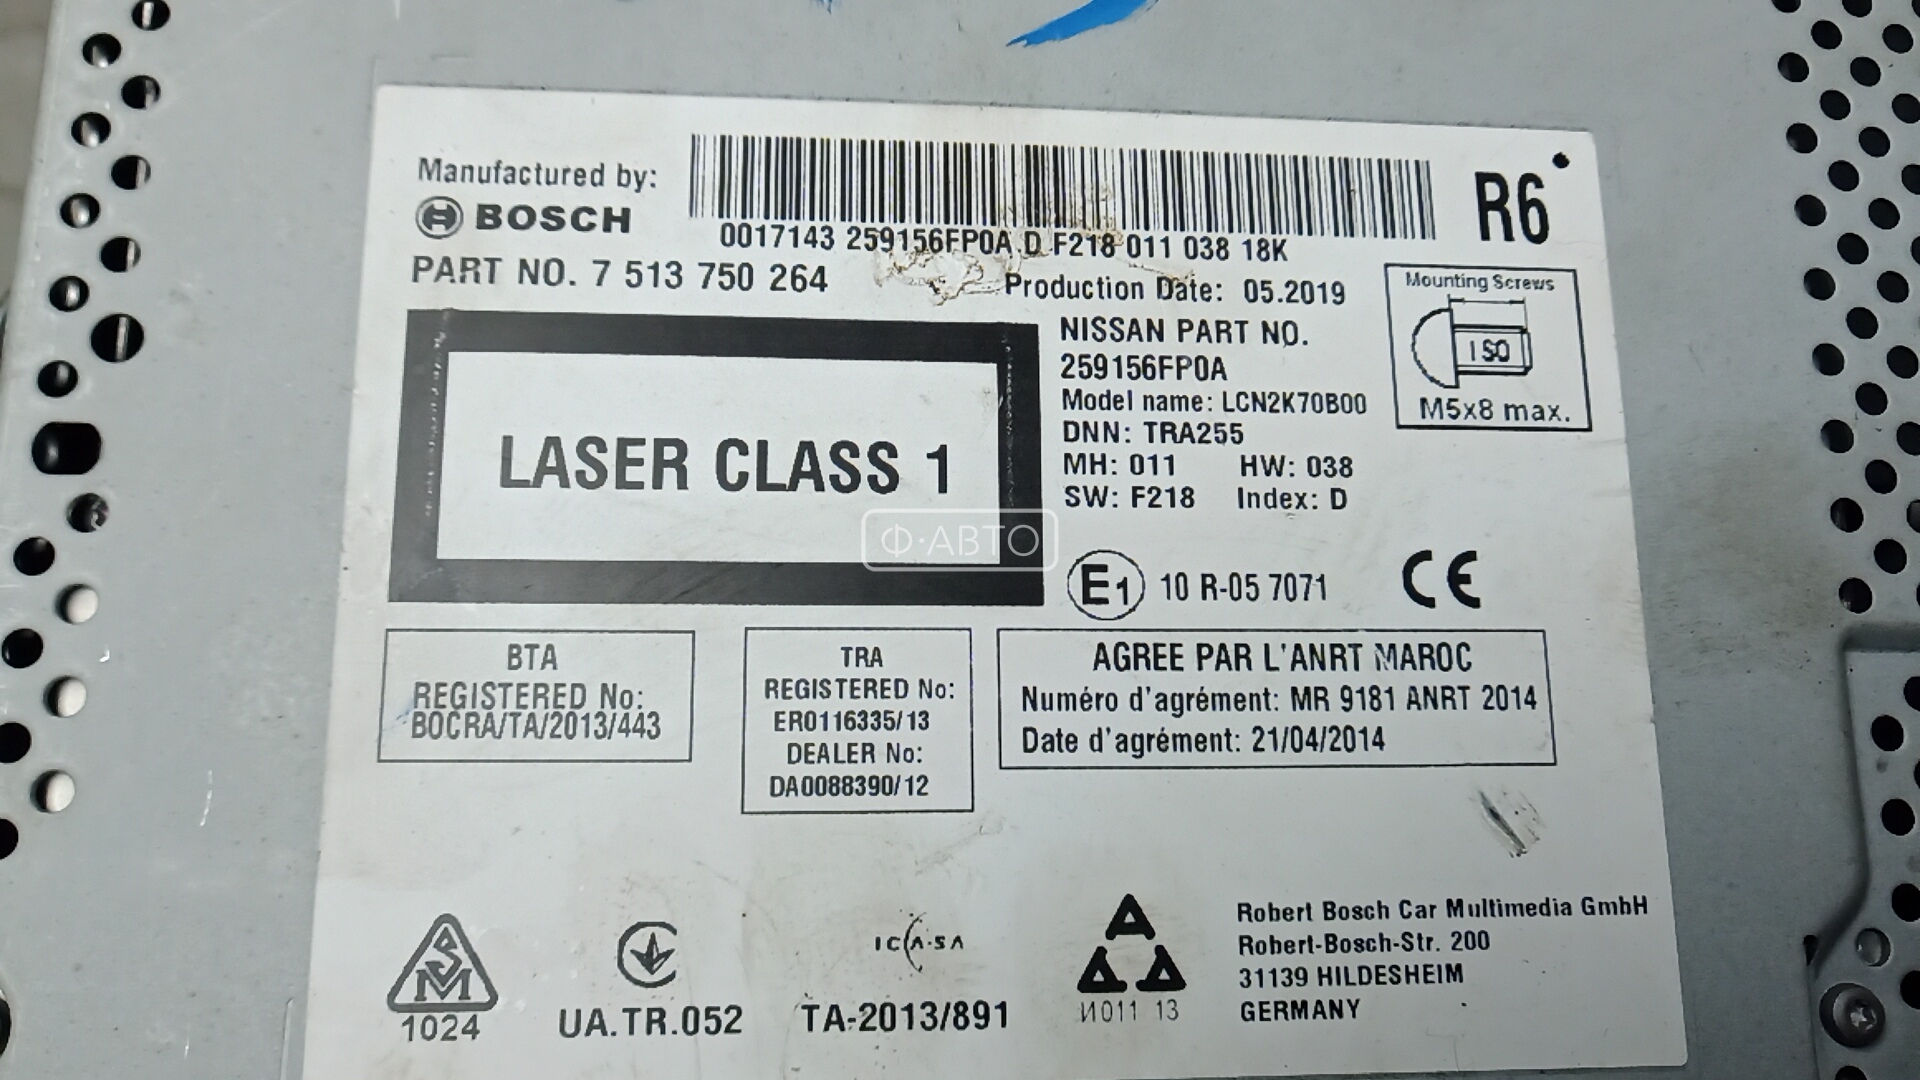 Manufactured by:
BOSCH
0017143 259156FP0A D F218 011 038 18K
R6
PART NO. 7 513 750 264
Production Date: 05.2019
Mounting Screws
ISO
M5x8 max.
LASER CLASS 1
NISSAN PART NO.
259156FP0A
Model name: LCN2K70B00
DNN: TRA255
MH: 011 HW: 038
SW: F218 Index: D
Ф·АВТО
E1 10 R-05 7071 CE
BTA
REGISTERED No:
BOCRA/TA/2013/443
TRA
REGISTERED No:
ER0116335/13
DEALER No:
DA0088390/12
AGREE PAR L'ANRT MAROC
Numéro d'agrément: MR 9181 ANRT 2014
Date d'agrément: 21/04/2014
SM
1024
UA.TR.052
ICASA
TA-2013/891
И011 13
Robert Bosch Car Multimedia GmbH
Robert-Bosch-Str. 200
31139 HILDESHEIM
GERMANY